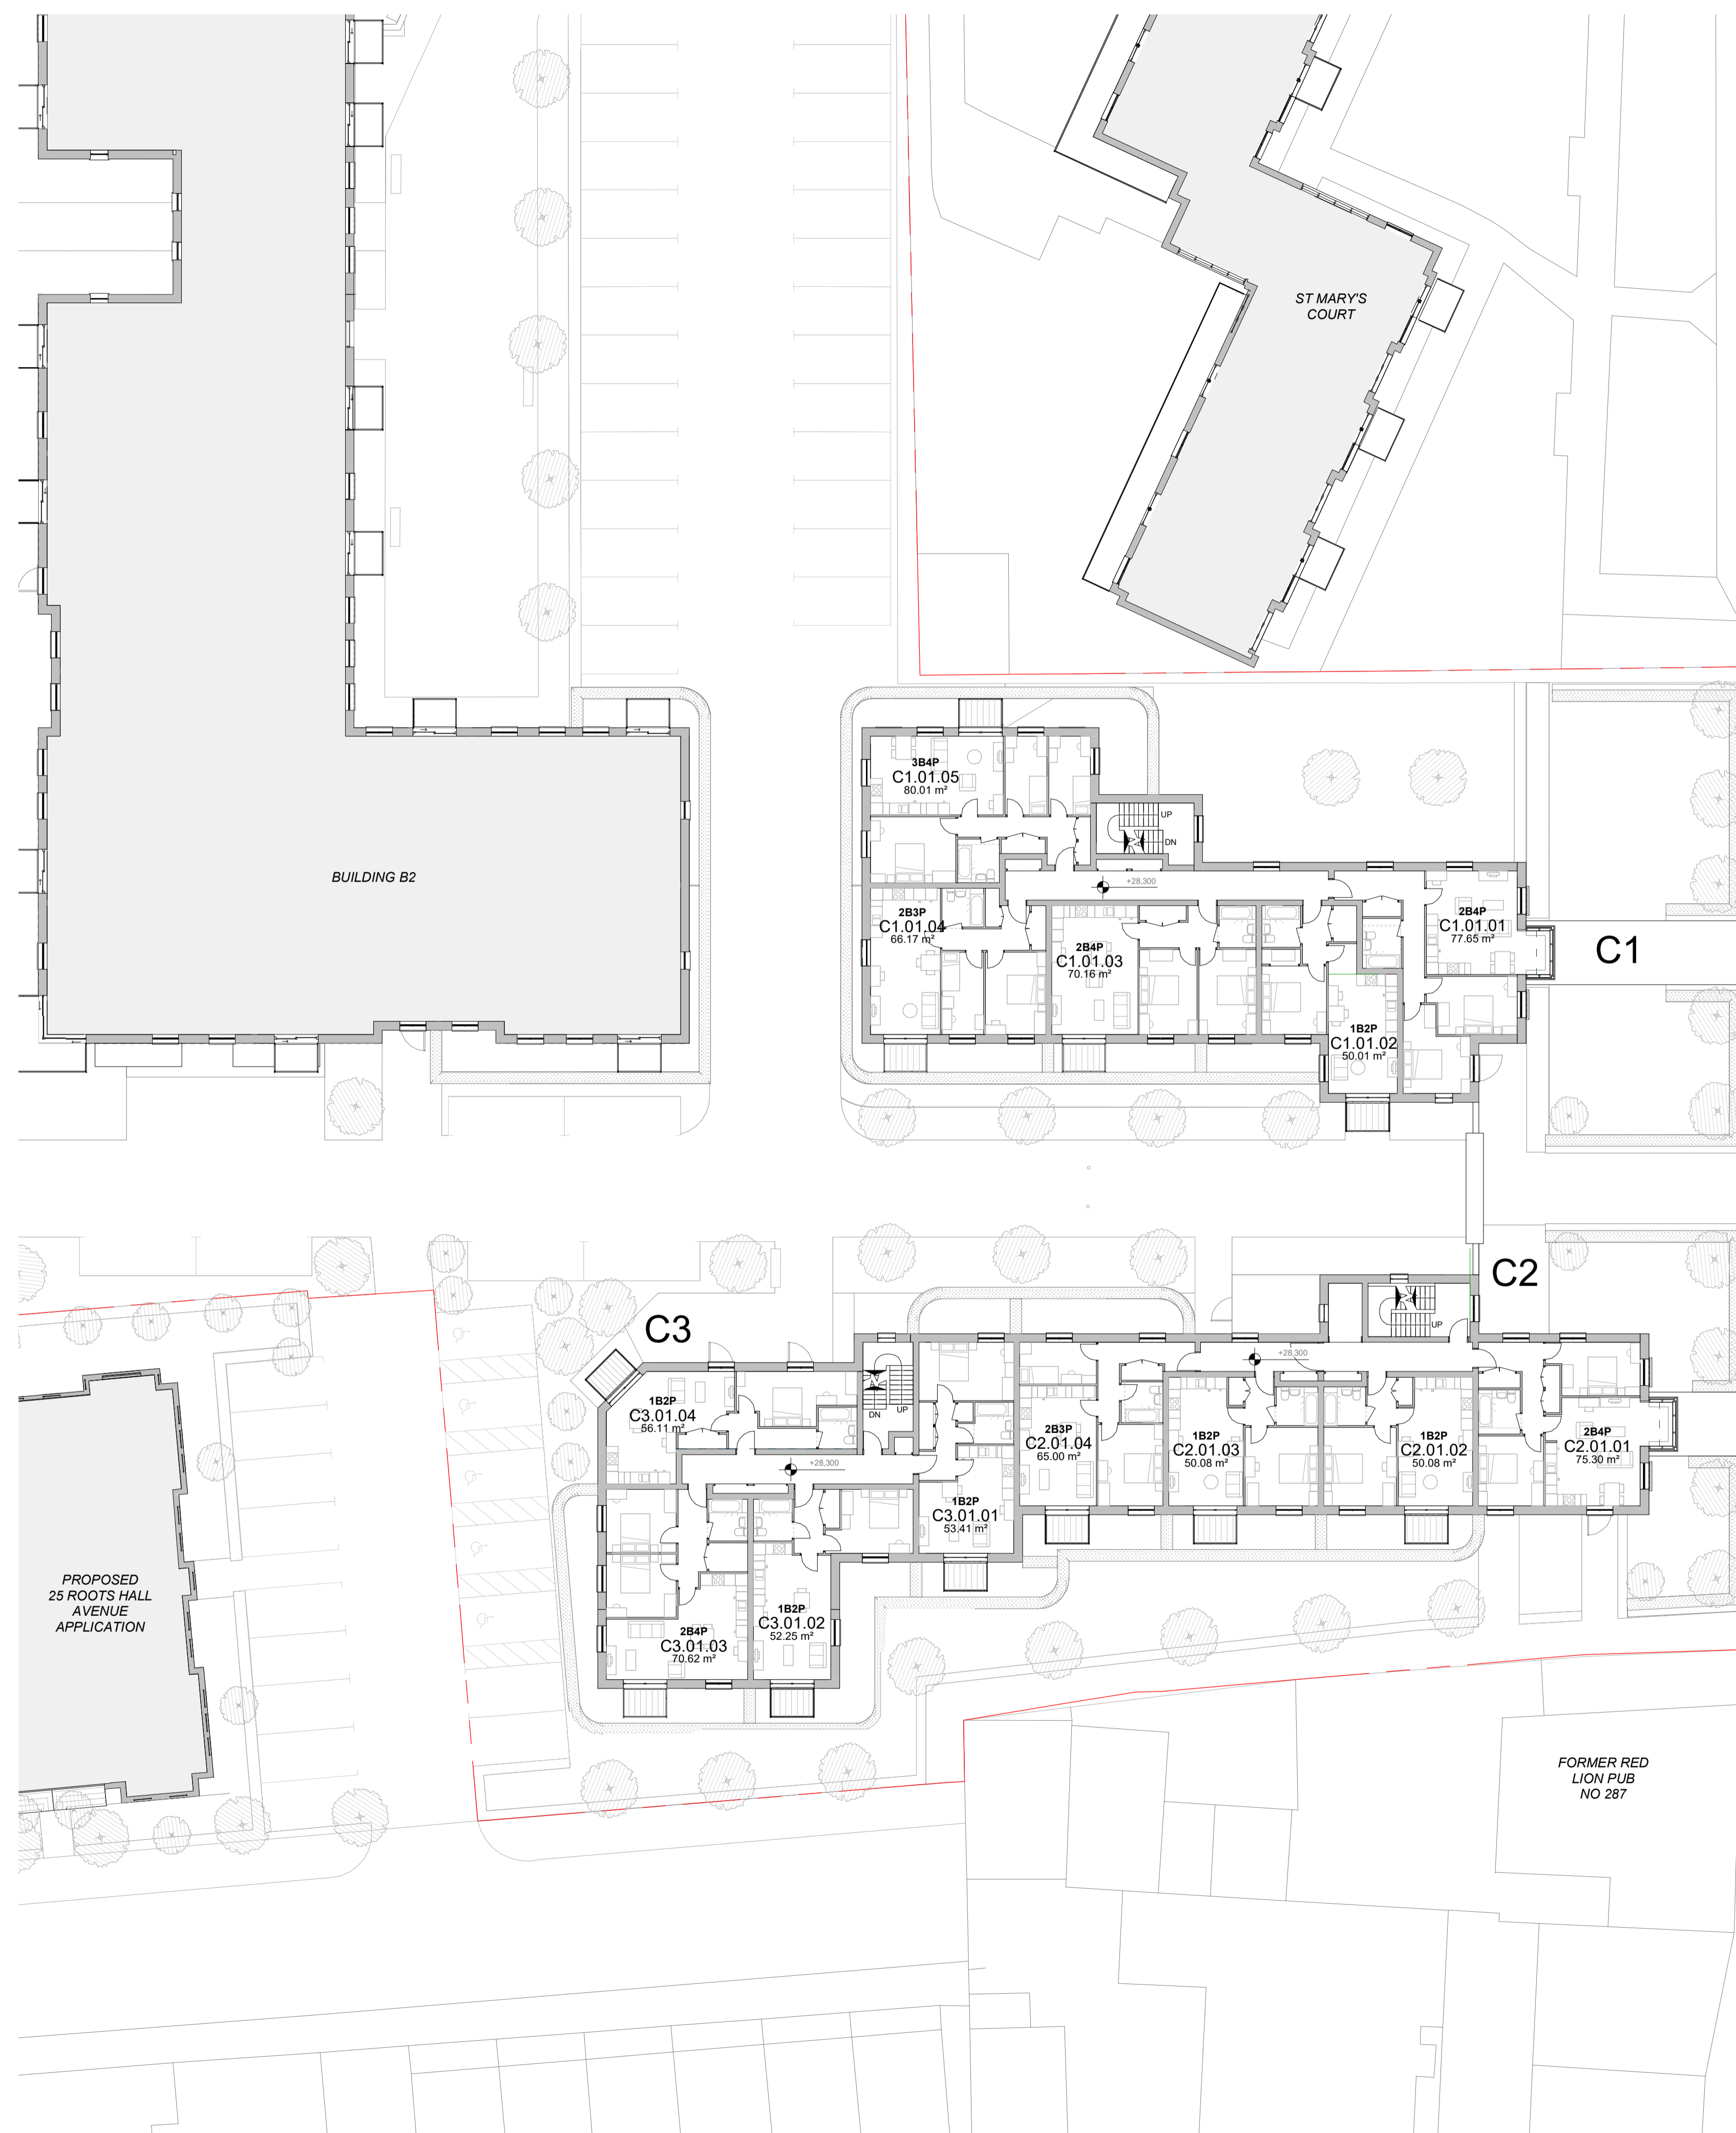 ST MARY'S
COURT
3B4P
C1.01.05
80.01 m²
UP
DN
BUILDING B2
+28,300
2B3P
C1.01.04
66.17 m²
2B4P
C1.01.03
70.16 m²
2B4P
C1.01.01
77.65 m²
C1
1B2P
C1.01.02
50.01 m²
C2
UP
C3
+28,300
1B2P
C3.01.04
56.11 m²
DN
UP
2B3P
C2.01.04
65.00 m²
1B2P
C2.01.03
50.08 m²
1B2P
C2.01.02
50.08 m²
2B4P
C2.01.01
75.30 m²
+28,300
1B2P
C3.01.01
53.41 m²
PROPOSED
25 ROOTS HALL
AVENUE
APPLICATION
2B4P
C3.01.03
70.62 m²
1B2P
C3.01.02
52.25 m²
FORMER RED
LION PUB
NO 287